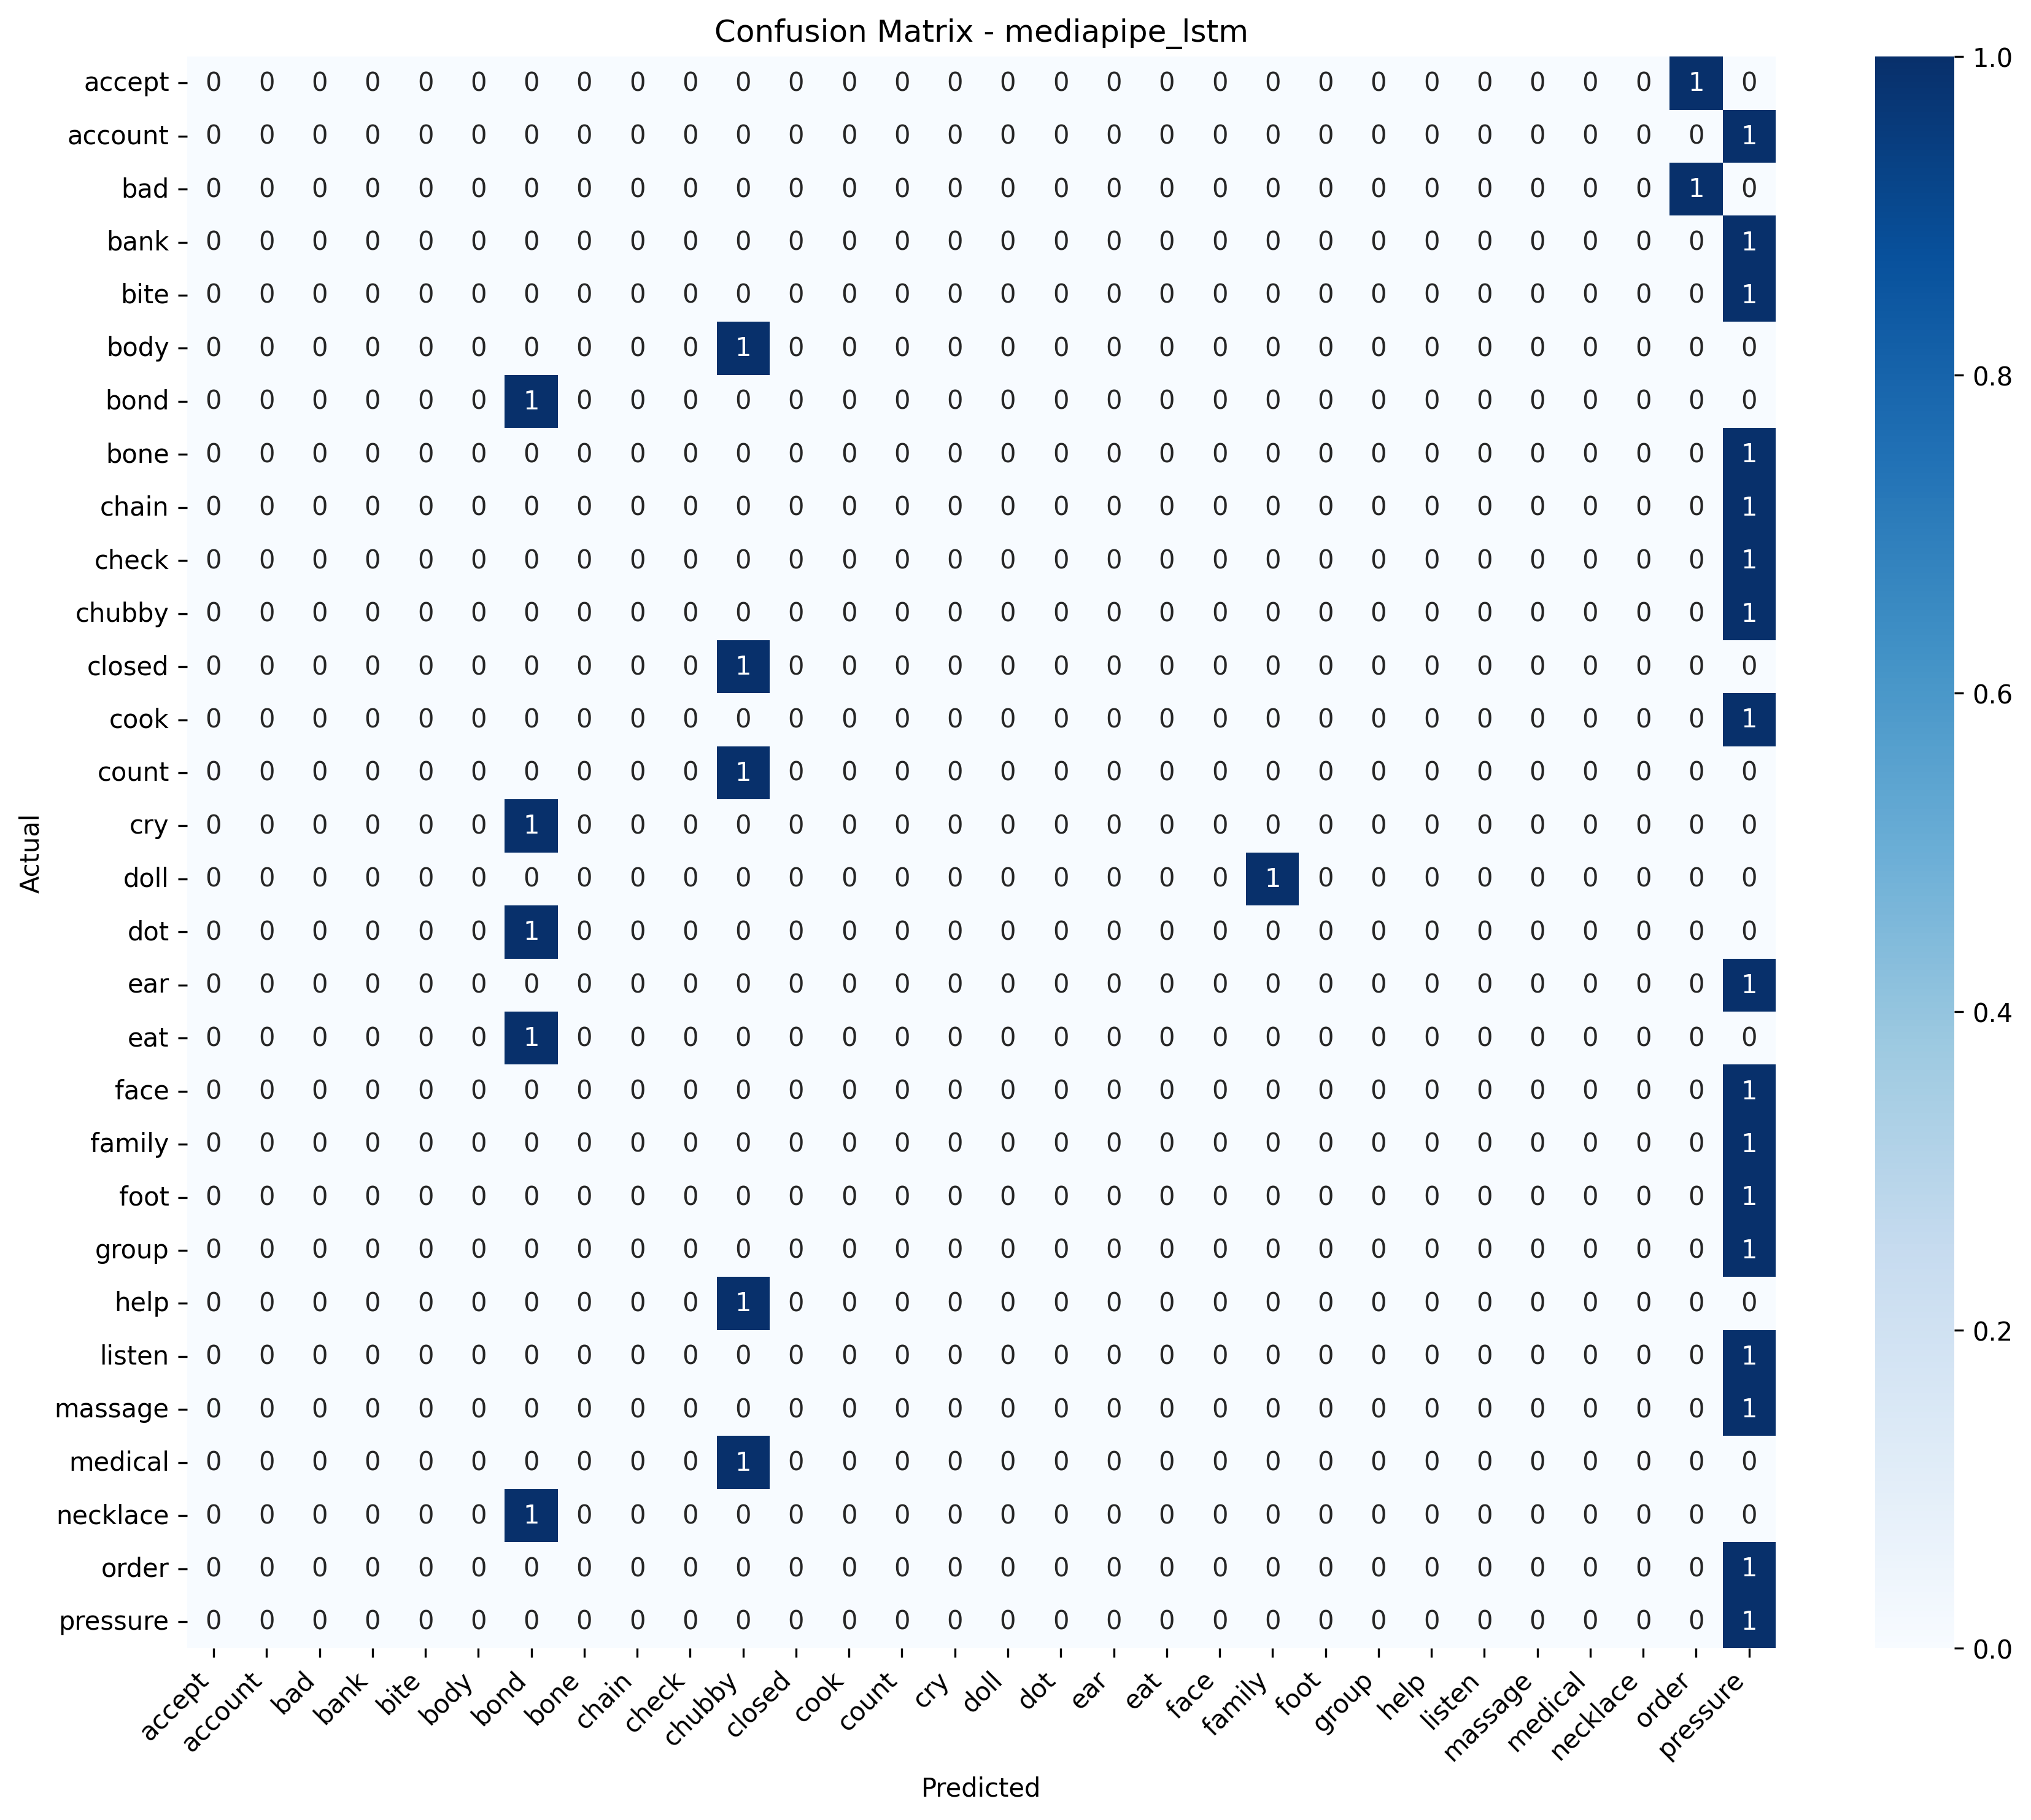 Confusion Matrix - mediapipe_lstm
accept 0 0 0 0 0 0 0 0 0 0 0 0 0 0 0 0 0 0 0 0 0 0 0 0 0 0 0 0 1 0
account 0 0 0 0 0 0 0 0 0 0 0 0 0 0 0 0 0 0 0 0 0 0 0 0 0 0 0 0 0 1
bad 0 0 0 0 0 0 0 0 0 0 0 0 0 0 0 0 0 0 0 0 0 0 0 0 0 0 0 0 1 0
bank 0 0 0 0 0 0 0 0 0 0 0 0 0 0 0 0 0 0 0 0 0 0 0 0 0 0 0 0 0 1
bite 0 0 0 0 0 0 0 0 0 0 0 0 0 0 0 0 0 0 0 0 0 0 0 0 0 0 0 0 0 1
body 0 0 0 0 0 0 0 0 0 0 1 0 0 0 0 0 0 0 0 0 0 0 0 0 0 0 0 0 0 0
bond 0 0 0 0 0 0 1 0 0 0 0 0 0 0 0 0 0 0 0 0 0 0 0 0 0 0 0 0 0 0
bone 0 0 0 0 0 0 0 0 0 0 0 0 0 0 0 0 0 0 0 0 0 0 0 0 0 0 0 0 0 1
chain 0 0 0 0 0 0 0 0 0 0 0 0 0 0 0 0 0 0 0 0 0 0 0 0 0 0 0 0 0 1
check 0 0 0 0 0 0 0 0 0 0 0 0 0 0 0 0 0 0 0 0 0 0 0 0 0 0 0 0 0 1
chubby 0 0 0 0 0 0 0 0 0 0 0 0 0 0 0 0 0 0 0 0 0 0 0 0 0 0 0 0 0 1
closed 0 0 0 0 0 0 0 0 0 0 1 0 0 0 0 0 0 0 0 0 0 0 0 0 0 0 0 0 0 0
cook 0 0 0 0 0 0 0 0 0 0 0 0 0 0 0 0 0 0 0 0 0 0 0 0 0 0 0 0 0 1
count 0 0 0 0 0 0 0 0 0 0 1 0 0 0 0 0 0 0 0 0 0 0 0 0 0 0 0 0 0 0
cry 0 0 0 0 0 0 1 0 0 0 0 0 0 0 0 0 0 0 0 0 0 0 0 0 0 0 0 0 0 0
doll 0 0 0 0 0 0 0 0 0 0 0 0 0 0 0 0 0 0 0 0 1 0 0 0 0 0 0 0 0 0
dot 0 0 0 0 0 0 1 0 0 0 0 0 0 0 0 0 0 0 0 0 0 0 0 0 0 0 0 0 0 0
ear 0 0 0 0 0 0 0 0 0 0 0 0 0 0 0 0 0 0 0 0 0 0 0 0 0 0 0 0 0 1
eat 0 0 0 0 0 0 1 0 0 0 0 0 0 0 0 0 0 0 0 0 0 0 0 0 0 0 0 0 0 0
face 0 0 0 0 0 0 0 0 0 0 0 0 0 0 0 0 0 0 0 0 0 0 0 0 0 0 0 0 0 1
family 0 0 0 0 0 0 0 0 0 0 0 0 0 0 0 0 0 0 0 0 0 0 0 0 0 0 0 0 0 1
foot 0 0 0 0 0 0 0 0 0 0 0 0 0 0 0 0 0 0 0 0 0 0 0 0 0 0 0 0 0 1
group 0 0 0 0 0 0 0 0 0 0 0 0 0 0 0 0 0 0 0 0 0 0 0 0 0 0 0 0 0 1
help 0 0 0 0 0 0 0 0 0 0 1 0 0 0 0 0 0 0 0 0 0 0 0 0 0 0 0 0 0 0
listen 0 0 0 0 0 0 0 0 0 0 0 0 0 0 0 0 0 0 0 0 0 0 0 0 0 0 0 0 0 1
massage 0 0 0 0 0 0 0 0 0 0 0 0 0 0 0 0 0 0 0 0 0 0 0 0 0 0 0 0 0 1
medical 0 0 0 0 0 0 0 0 0 0 1 0 0 0 0 0 0 0 0 0 0 0 0 0 0 0 0 0 0 0
necklace 0 0 0 0 0 0 1 0 0 0 0 0 0 0 0 0 0 0 0 0 0 0 0 0 0 0 0 0 0 0
order 0 0 0 0 0 0 0 0 0 0 0 0 0 0 0 0 0 0 0 0 0 0 0 0 0 0 0 0 0 1
pressure 0 0 0 0 0 0 0 0 0 0 0 0 0 0 0 0 0 0 0 0 0 0 0 0 0 0 0 0 0 1
accept account bad bank bite body bond bone chain check chubby closed cook count cry doll dot ear eat face family foot group help listen massage medical necklace order pressure
Predicted
Actual
1.0
0.8
0.6
0.4
0.2
0.0